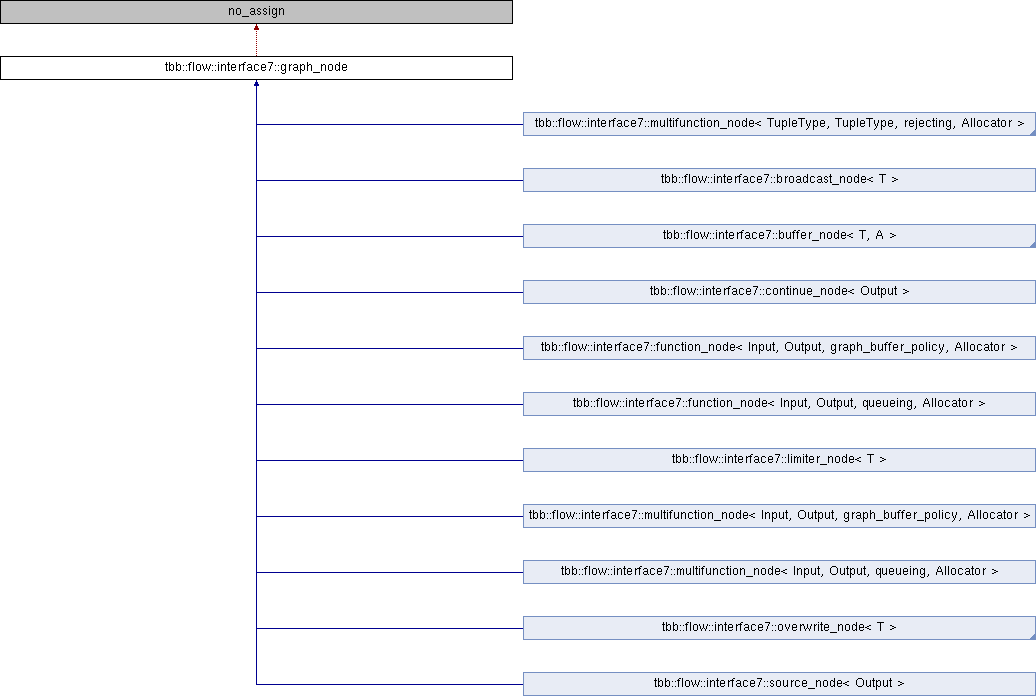 no_assign
tbb::flow::interface7::graph_node
tbb::flow::interface7::multifunction_node< TupleType, TupleType, rejecting, Allocator >
tbb::flow::interface7::broadcast_node< T >
tbb::flow::interface7::buffer_node< T, A >
tbb::flow::interface7::continue_node< Output >
tbb::flow::interface7::function_node< Input, Output, graph_buffer_policy, Allocator >
tbb::flow::interface7::function_node< Input, Output, queueing, Allocator >
tbb::flow::interface7::limiter_node< T >
tbb::flow::interface7::multifunction_node< Input, Output, graph_buffer_policy, Allocator >
tbb::flow::interface7::multifunction_node< Input, Output, queueing, Allocator >
tbb::flow::interface7::overwrite_node< T >
tbb::flow::interface7::source_node< Output >